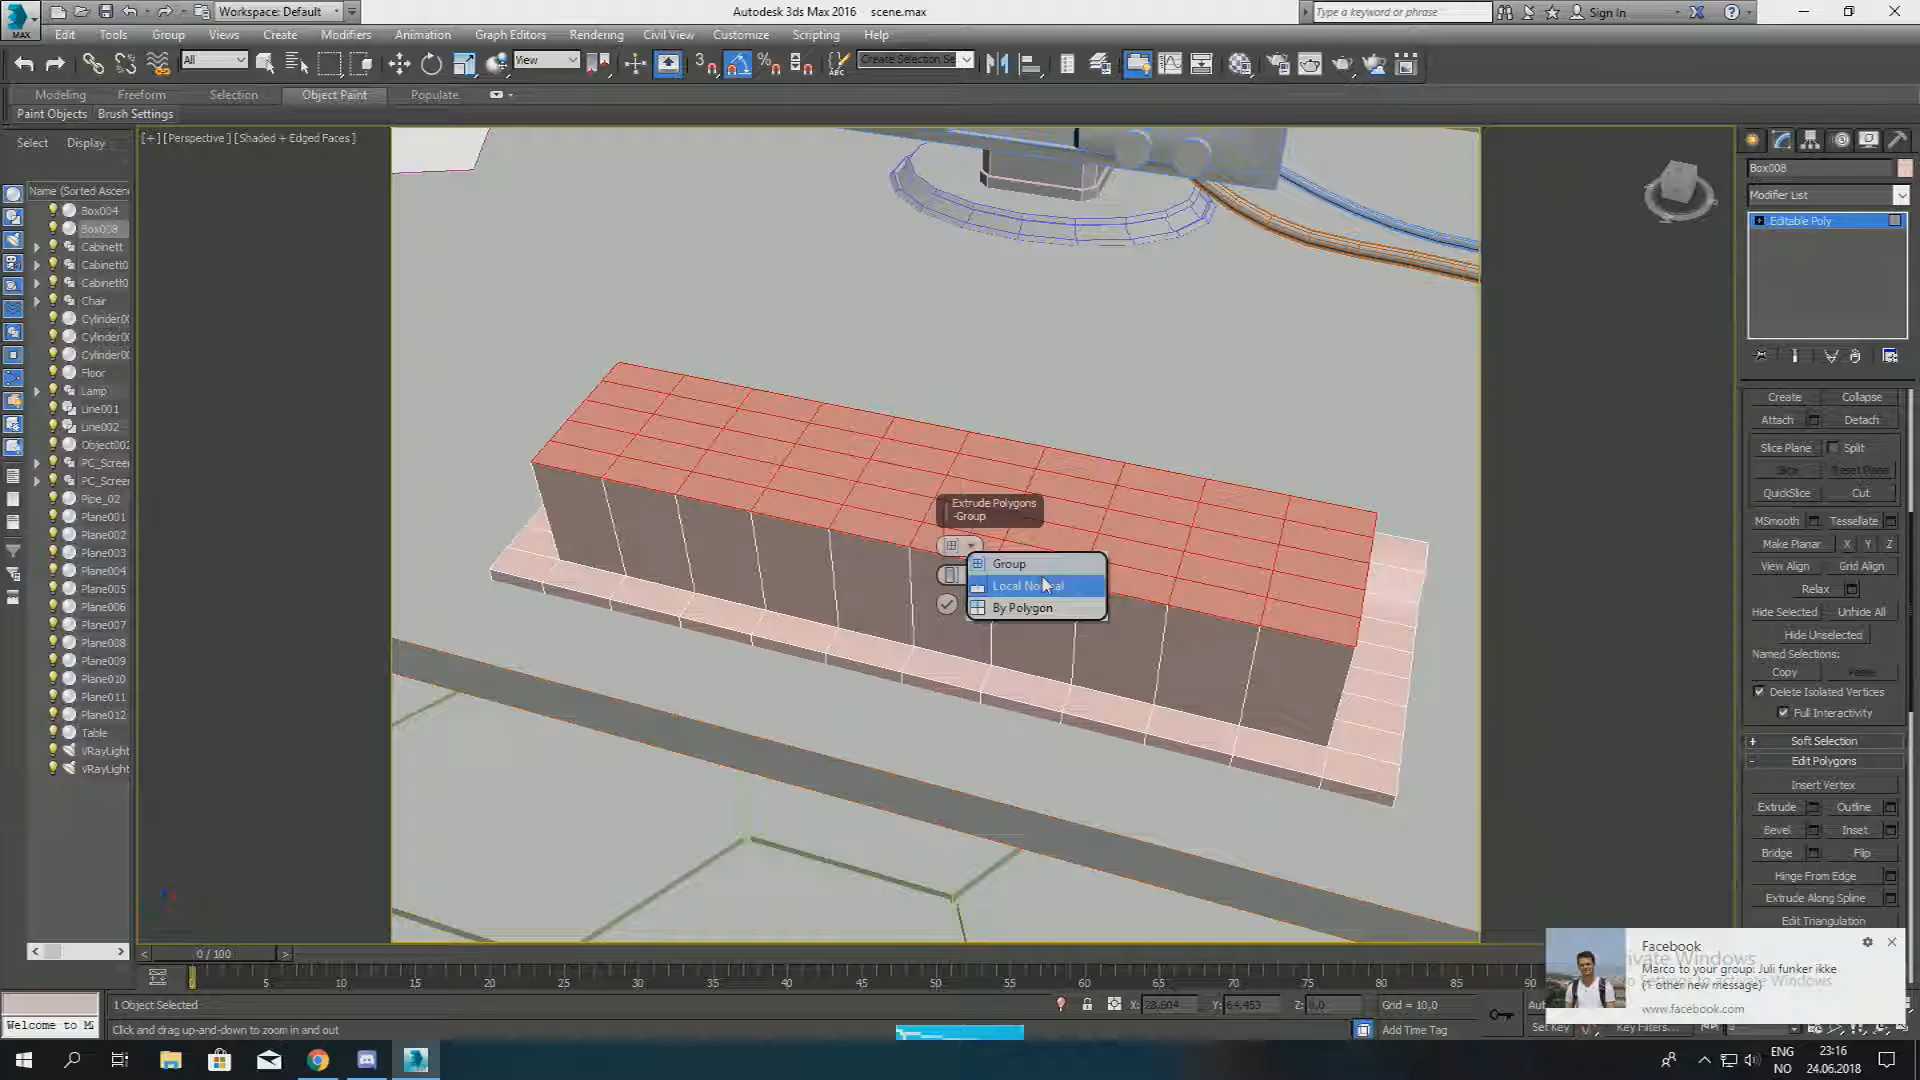 Workspace: Default
Autodesk 3ds Max 2016    scene.max
Type a keyword or phrase
Sign In
MAX
Edit Tools Group Views Create Modifiers Animation Graph Editors Rendering Civil View Customize Scripting Help
All
View
Create Selection Se
Modeling Freeform Selection Object Paint Populate
Paint Objects Brush Settings
Select Display
[+] [Perspective] [Shaded + Edged Faces]
Name (Sorted Ascen
Box004
Box008
Cabinett
Cabinett0
Cabinett0
Chair
Cylinder00
Cylinder00
Cylinder00
Floor
Lamp
Line001
Line002
Object002
PC_Screen
PC_Screen
Pipe_02
Plane001
Plane002
Plane003
Plane004
Plane005
Plane006
Plane007
Plane008
Plane009
Plane010
Plane011
Plane012
Table
VRayLight
VRayLight
Extrude Polygons
-Group
Group
Local Normal
By Polygon
Box008
Modifier List
Editable Poly
Create Collapse
Attach Detach
Slice Plane Split
Slice Reset Plane
QuickSlice Cut
MSmooth Tessellate
Make Planar X Y Z
View Align Grid Align
Relax
Hide Selected Unhide All
Hide Unselected
Named Selections:
Copy Paste
Delete Isolated Vertices
Full Interactivity
+ Soft Selection
- Edit Polygons
Insert Vertex
Extrude Outline
Bevel Inset
Bridge Flip
Hinge From Edge
Extrude Along Spline
Edit Triangulation
0 / 100
5 10 15 20 25 30 35 40 45 50 55 60 65 70 75 80 85 90
1 Object Selected
X: 28,604 Y: 64,453 Z: 0,0 Grid = 10,0
Welcome to M
Click and drag up-and-down to zoom in and out
Add Time Tag
Set Key Key Filters...
Facebook
Marco to your group: Juli funker ikke
(1 other new message)
www.facebook.com
ENG
NO
23:16
24.06.2018